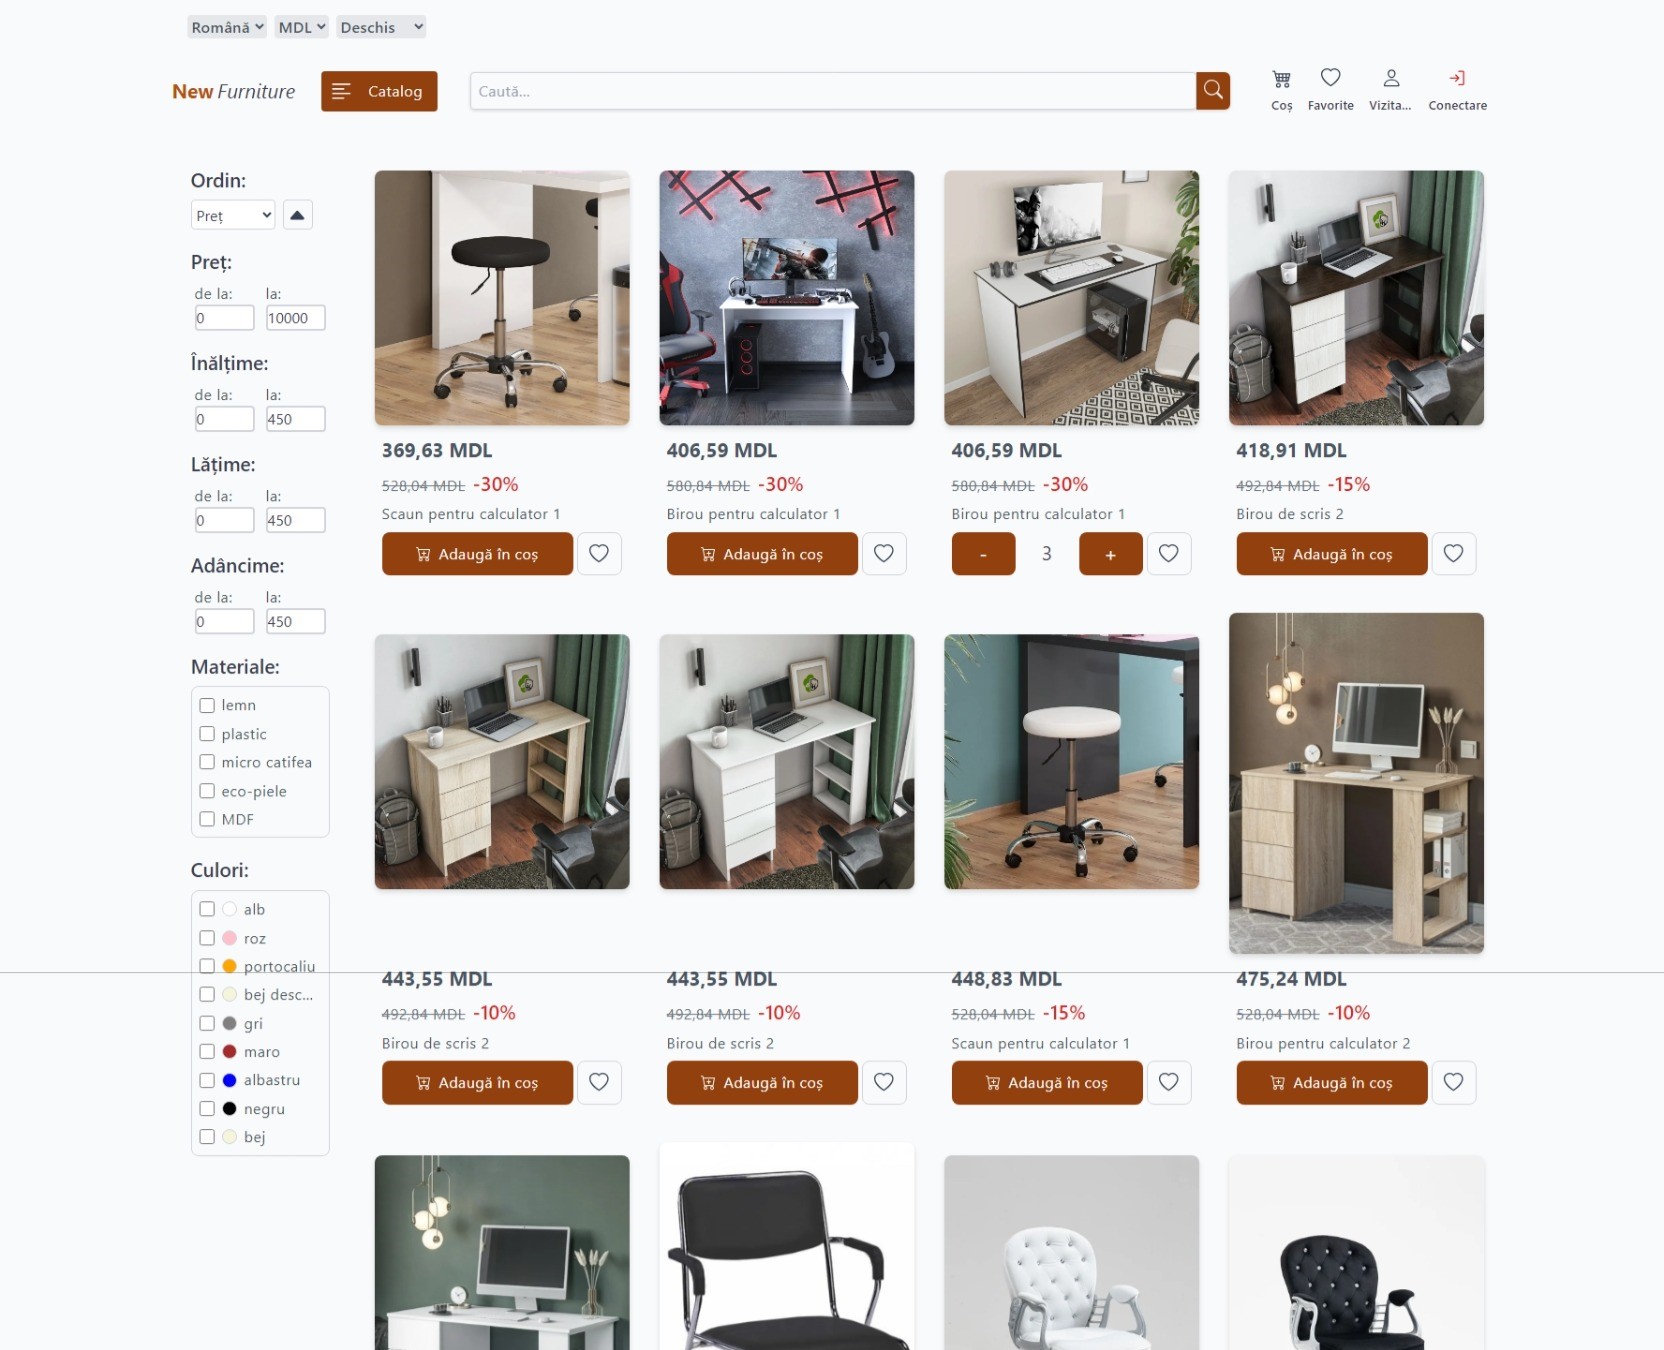 Română MDL Deschis
New Furniture
Catalog
Caută...
Coș
Favorite
Vizita...
Conectare
Ordin:
Preț
Preț:
de la: la:
0 10000
Înălțime:
de la: la:
0 450
Lățime:
de la: la:
0 450
Adâncime:
de la: la:
0 450
Materiale:
lemn
plastic
micro catifea
eco-piele
MDF
Culori:
alb
roz
portocaliu
bej desc...
gri
maro
albastru
negru
bej
369,63 MDL
528,04 MDL -30%
Scaun pentru calculator 1
Adaugă în coș
406,59 MDL
580,84 MDL -30%
Birou pentru calculator 1
Adaugă în coș
406,59 MDL
580,84 MDL -30%
Birou pentru calculator 1
- 3 +
418,91 MDL
492,84 MDL -15%
Birou de scris 2
Adaugă în coș
443,55 MDL
492,84 MDL -10%
Birou de scris 2
Adaugă în coș
443,55 MDL
492,84 MDL -10%
Birou de scris 2
Adaugă în coș
448,83 MDL
528,04 MDL -15%
Scaun pentru calculator 1
Adaugă în coș
475,24 MDL
528,04 MDL -10%
Birou pentru calculator 2
Adaugă în coș